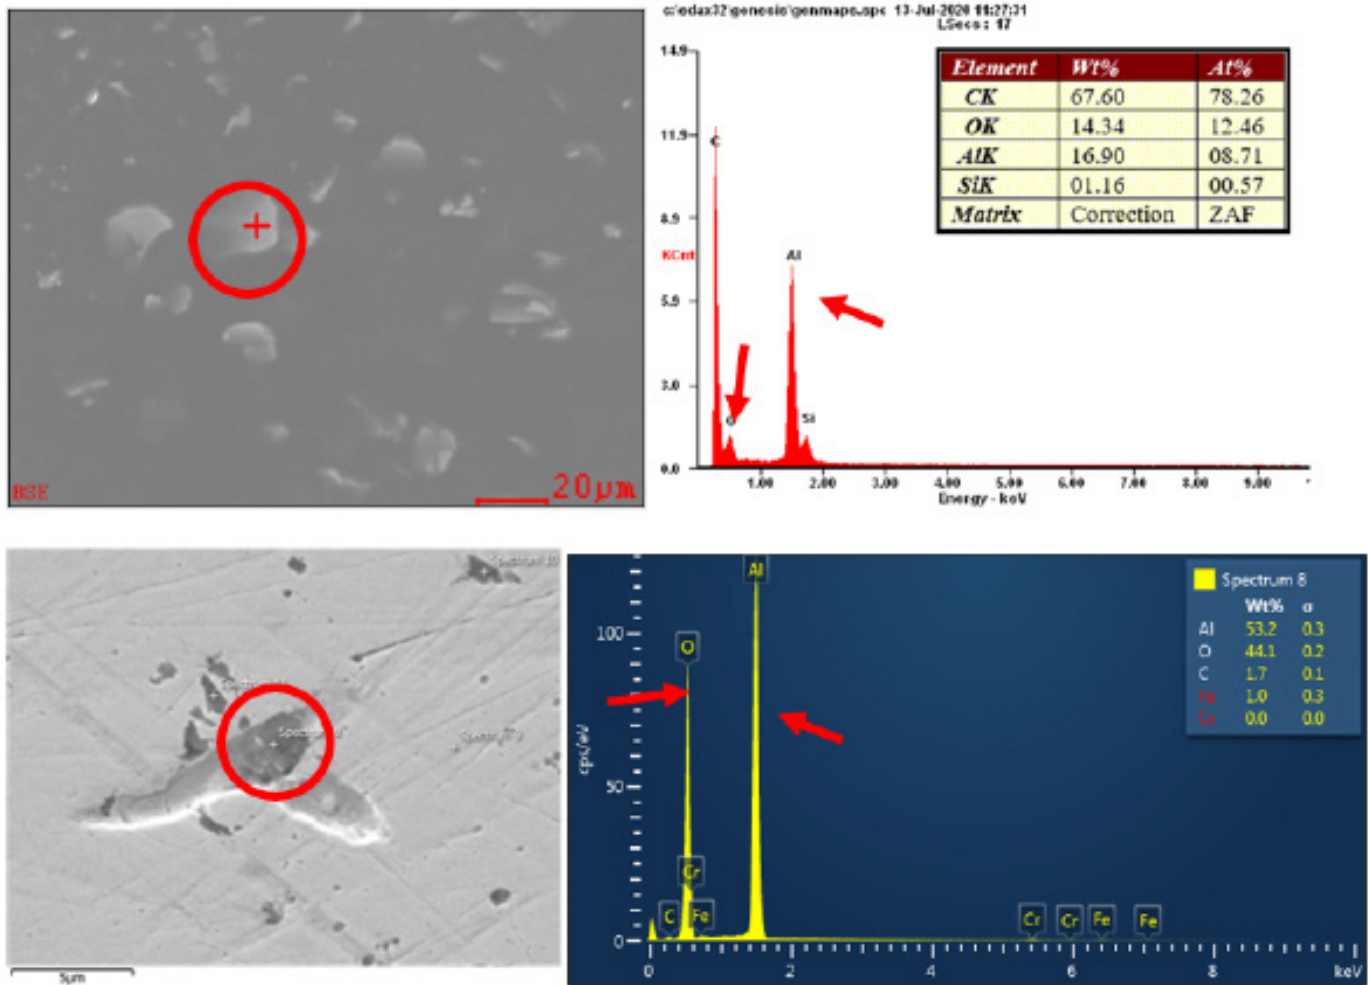 c:\edax32\genesis\genmaps.spc 13-Jul-2020 11:27:31
LSecs : 17
14.9
11.9
8.9
KCnt
5.9
3.0
0.0
C
O
Al
Si
1.00 2.00 3.00 4.00 5.00 6.00 7.00 8.00 9.00
Energy - keV
Element Wt% At%
CK 67.60 78.26
OK 14.34 12.46
AlK 16.90 08.71
SiK 01.16 00.57
Matrix Correction ZAF
BSE
20µm
Spectrum 10
Spectrum
Spectrum
Spectrum
5µm
Spectrum 8
Wt% σ
Al 53.2 0.3
O 44.1 0.2
C 1.7 0.1
Fe 1.0 0.3
Cr 0.0 0.0
Al
O
Cr
C Fe Cr Cr Fe Fe
100
50
0
cps/eV
0 2 4 6 8 keV